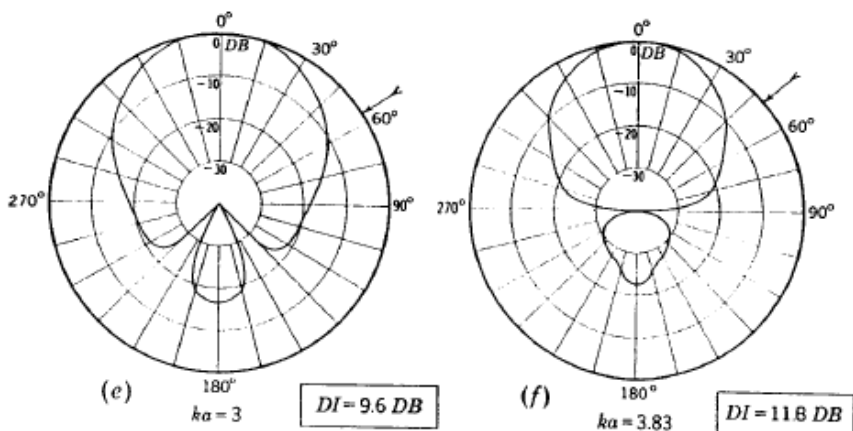 0°
0 DB
30°
-10
60°
-20
-30
270°
90°
(e)
180°
ka = 3
DI = 9.6 DB
0°
0 DB
30°
-10
60°
-20
-30
270°
90°
(f)
180°
ka = 3.83
DI = 11.8 DB